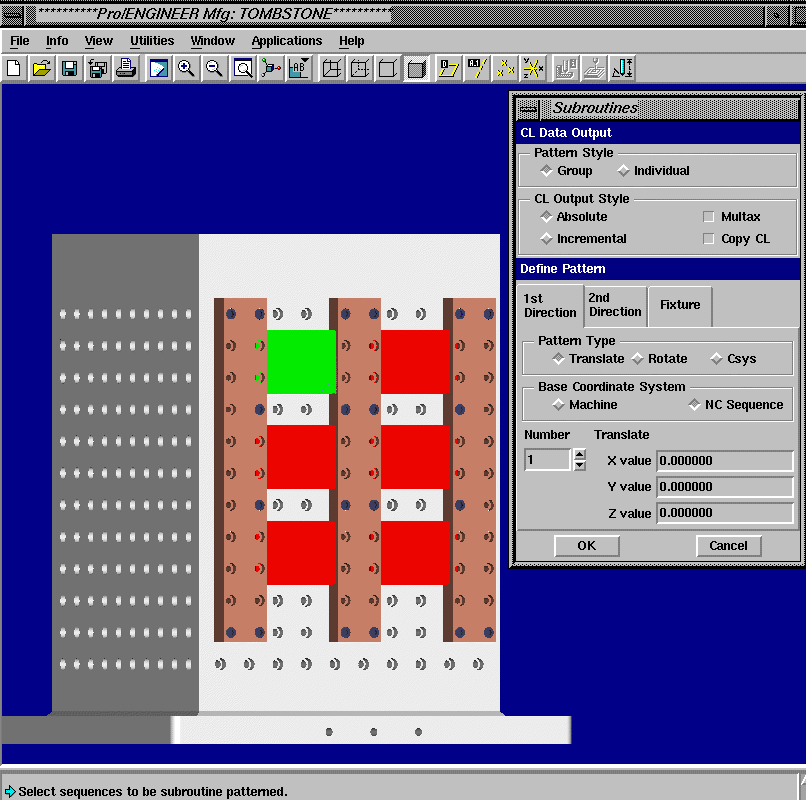 **********Pro/ENGINEER Mfg: TOMBSTONE**********
File Info View Utilities Window Applications Help
Subroutines
CL Data Output
Pattern Style
Group Individual
CL Output Style
Absolute Multax
Incremental Copy CL
Define Pattern
1st Direction
2nd Direction
Fixture
Pattern Type
Translate Rotate Csys
Base Coordinate System
Machine NC Sequence
Number Translate
1
X value 0.000000
Y value 0.000000
Z value 0.000000
OK Cancel
Select sequences to be subroutine patterned.